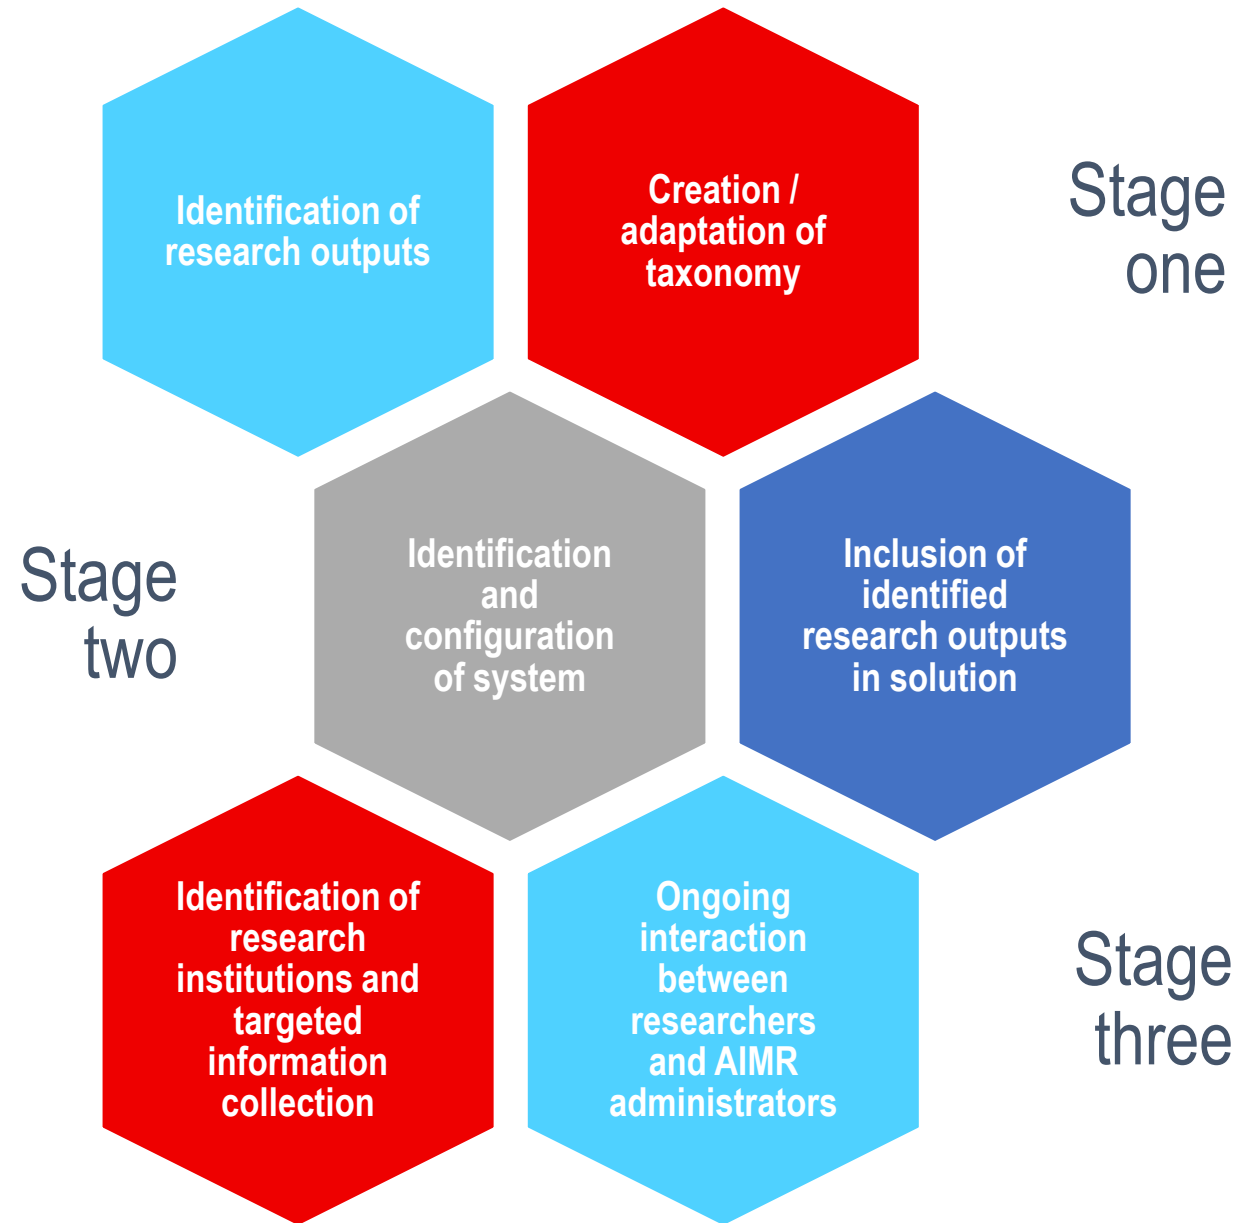 Identification of
research outputs
Creation /
adaptation of
taxonomy
Stage
one
Stage
two
Identification
and
configuration
of system
Inclusion of
identified
research outputs
in solution
Identification of
research
institutions and
targeted
information
collection
Ongoing
interaction
between
researchers
and AIMR
administrators
Stage
three